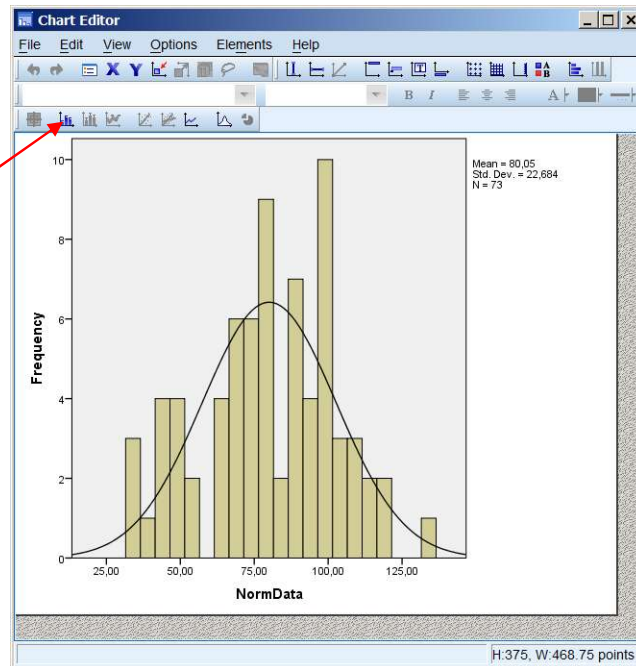 Chart Editor
File Edit View Options Elements Help
X Y
A
B
B I
A
Mean = 80,05
Std. Dev. = 22,684
N = 73
10
8
6
4
2
0
Frequency
25,00 50,00 75,00 100,00 125,00
NormData
H:375, W:468.75 points